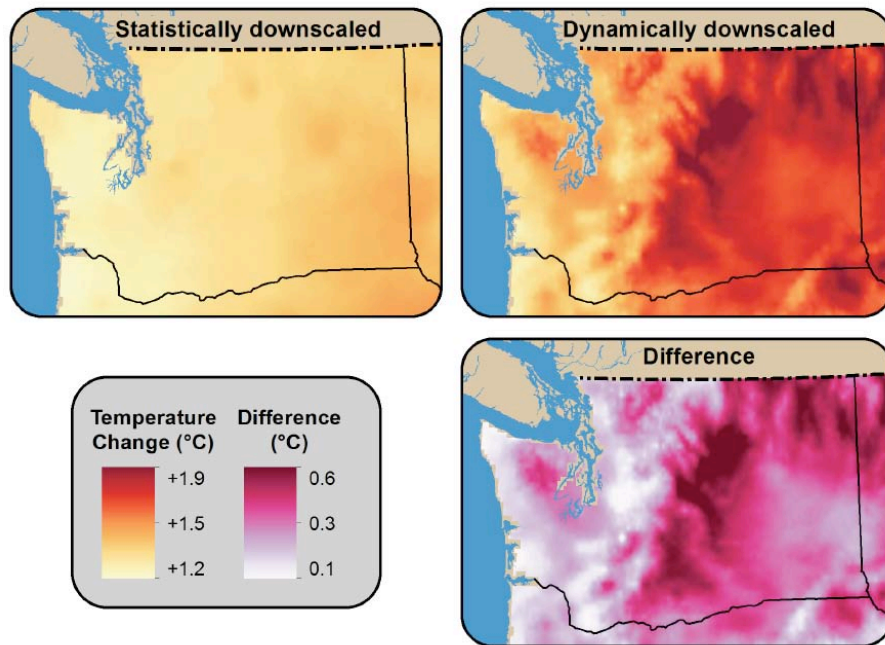 Statistically downscaled
Dynamically downscaled
Difference
Temperature
Change (°C)
+1.9
+1.5
+1.2
Difference
(°C)
0.6
0.3
0.1